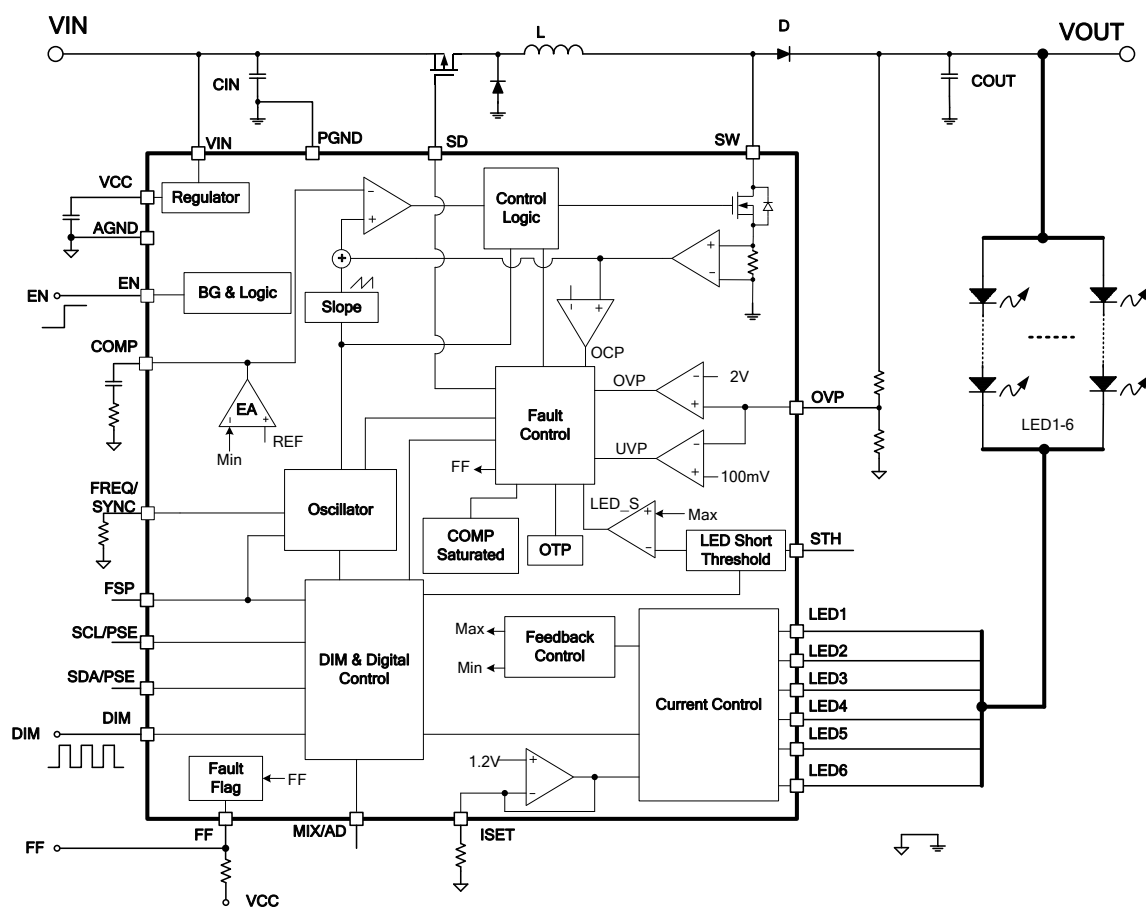 VIN
D
VOUT
L
CIN
COUT
VIN
PGND
SD
SW
VCC
Regulator
Control
Logic
AGND
EN
EN
BG & Logic
Slope
COMP
OCP
OVP
2V
OVP
EA
REF
Min
Fault
Control
UVP
100mV
FF
LED1-6
FREQ/
SYNC
Oscillator
COMP
Saturated
OTP
LED_S
Max
LED Short
Threshold
STH
FSP
SCL/PSE
SDA/PSE
DIM
DIM
DIM & Digital
Control
Max
Min
Feedback
Control
Current Control
LED1
LED2
LED3
LED4
LED5
LED6
1.2V
Fault
Flag
FF
FF
MIX/AD
ISET
FF
VCC